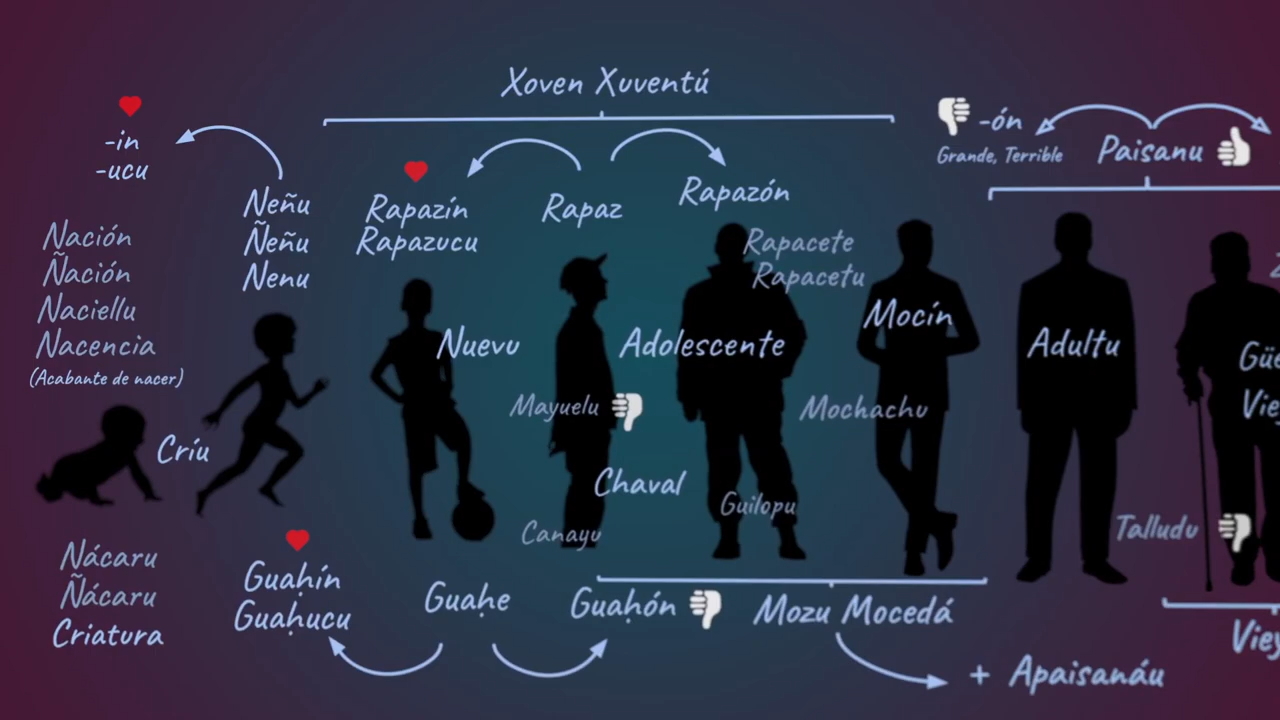 Xoven Xuventú
-ín
-ucu
-ón
Grande, Terrible
Paisanu
Neñu
Ñeñu
Nenu
Rapazín
Rapazucu
Rapaz
Rapazón
Rapacete
Rapacetu
Nación
Ñación
Naciellu
Nacencia
(Acabante de nacer)
Nuevu
Adolescente
Mocín
Adultu
Mayuelu
Mochachu
Críu
Chaval
Guilopu
Canayu
Talludu
Nácaru
Ñácaru
Criatura
Guaḥín
Guaḥucu
Guaḥe
Guaḥón
Mozu Mocedá
+ Apaisanáu